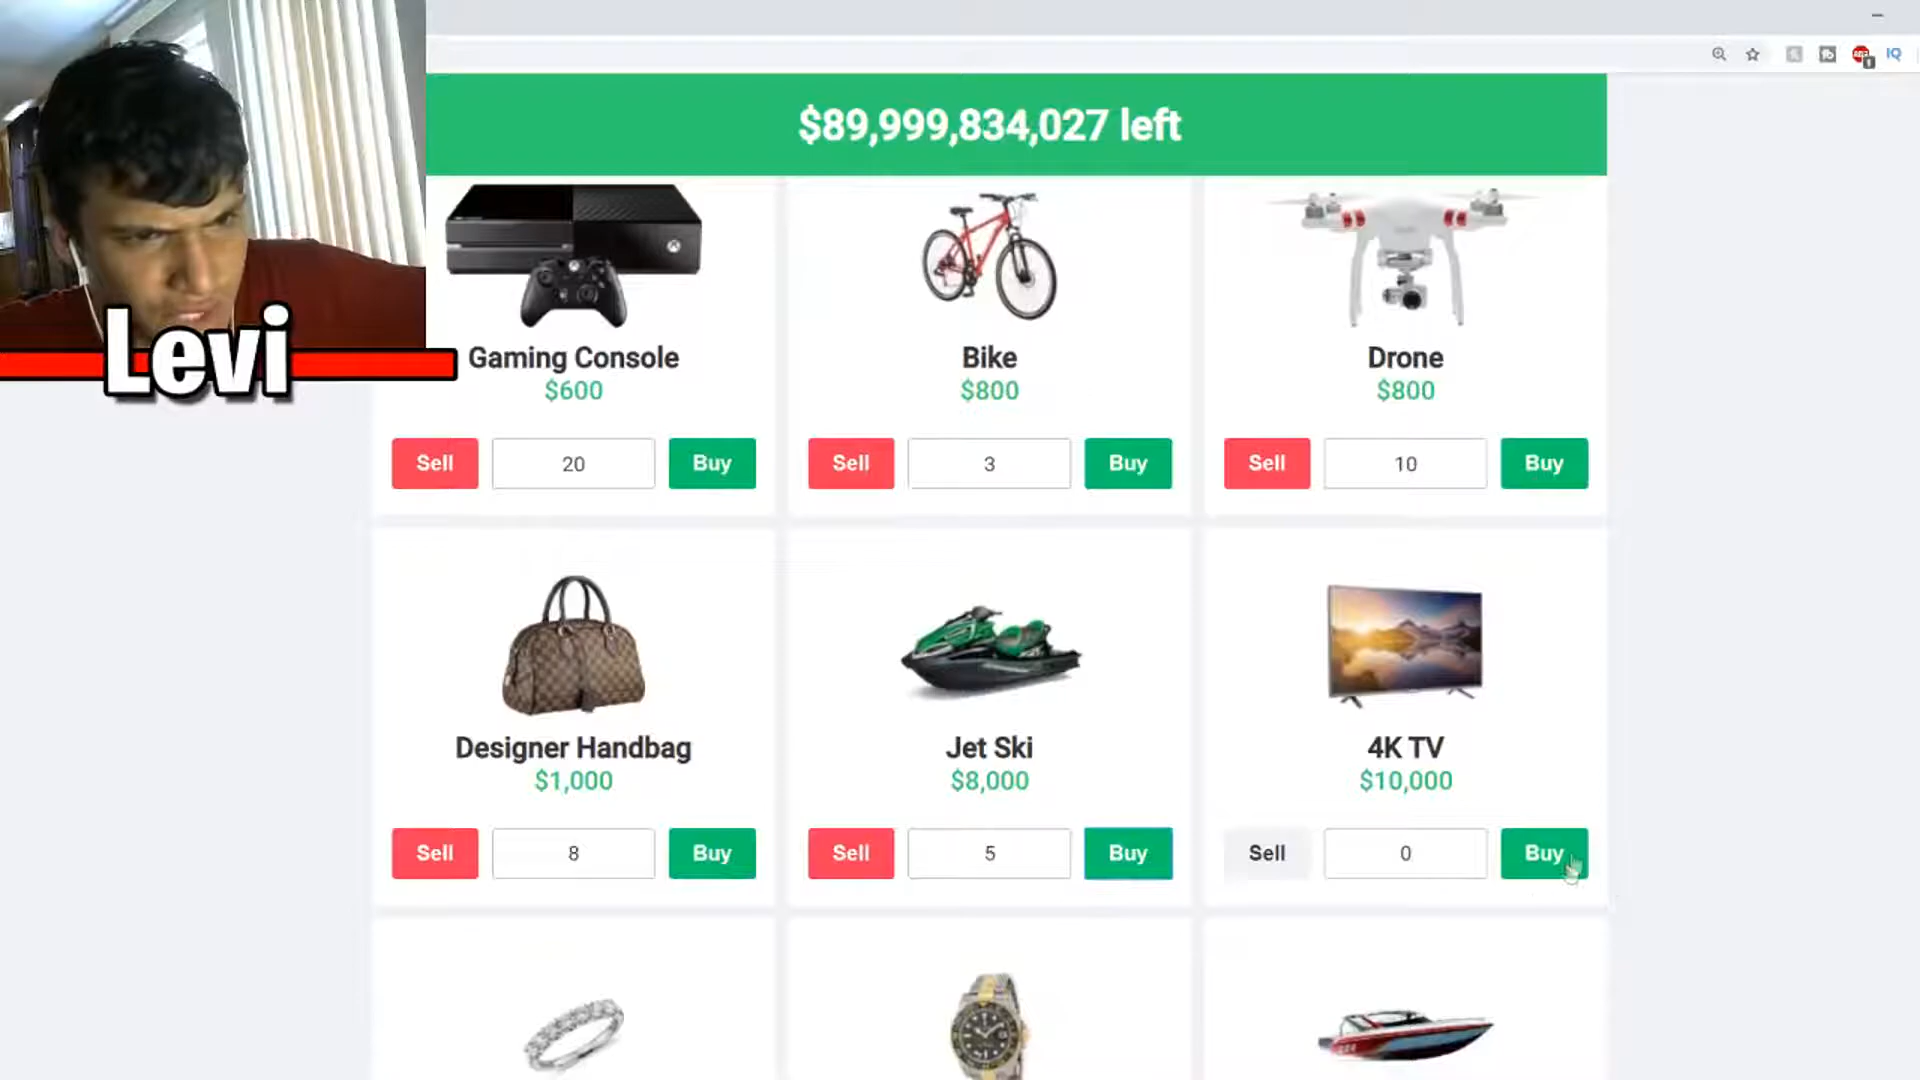 IQ
$89,999,834,027 left
Levi
Gaming Console
$600
Sell 20 Buy
Bike
$800
Sell 3 Buy
Drone
$800
Sell 10 Buy
Designer Handbag
$1,000
Sell 8 Buy
Jet Ski
$8,000
Sell 5 Buy
4K TV
$10,000
Sell 0 Buy